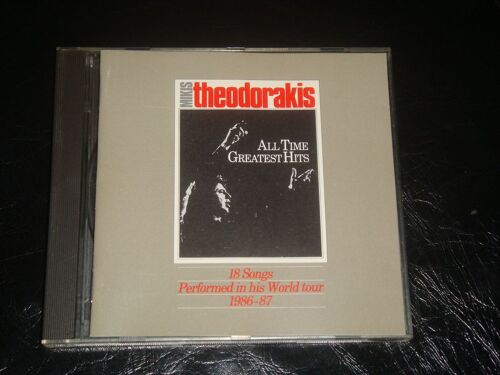 MIKIS
theodorakis
ALL TIME
GREATEST HITS
18 Songs
Performed in his World tour
1986-87